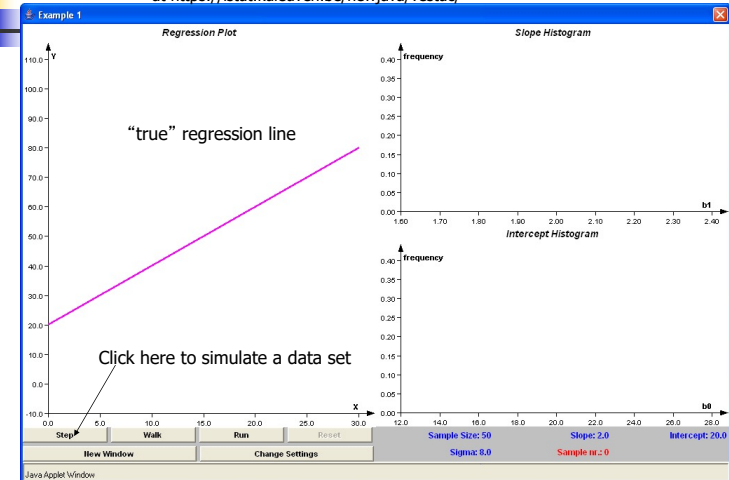 Example 1
Regression Plot
Y
110.0
100.0
90.0
80.0
70.0
60.0
50.0
40.0
30.0
20.0
10.0
0.0
-10.0
“true” regression line
Click here to simulate a data set
X
0.0 5.0 10.0 15.0 20.0 25.0 30.0
Slope Histogram
frequency
0.40
0.35
0.30
0.25
0.20
0.15
0.10
0.05
0.00
b1
1.50 1.70 1.80 1.90 2.00 2.10 2.20 2.30 2.40
Intercept Histogram
frequency
0.40
0.35
0.30
0.25
0.20
0.15
0.10
0.05
0.00
b0
12.0 14.0 16.0 18.0 20.0 22.0 24.0 26.0 28.0
Step Walk Run Reset
New Window Change Settings
Sample Size: 50 Slope: 2.0 Intercept: 20.0
Sigma: 8.0 Sample nr.: 0
Java Applet Window